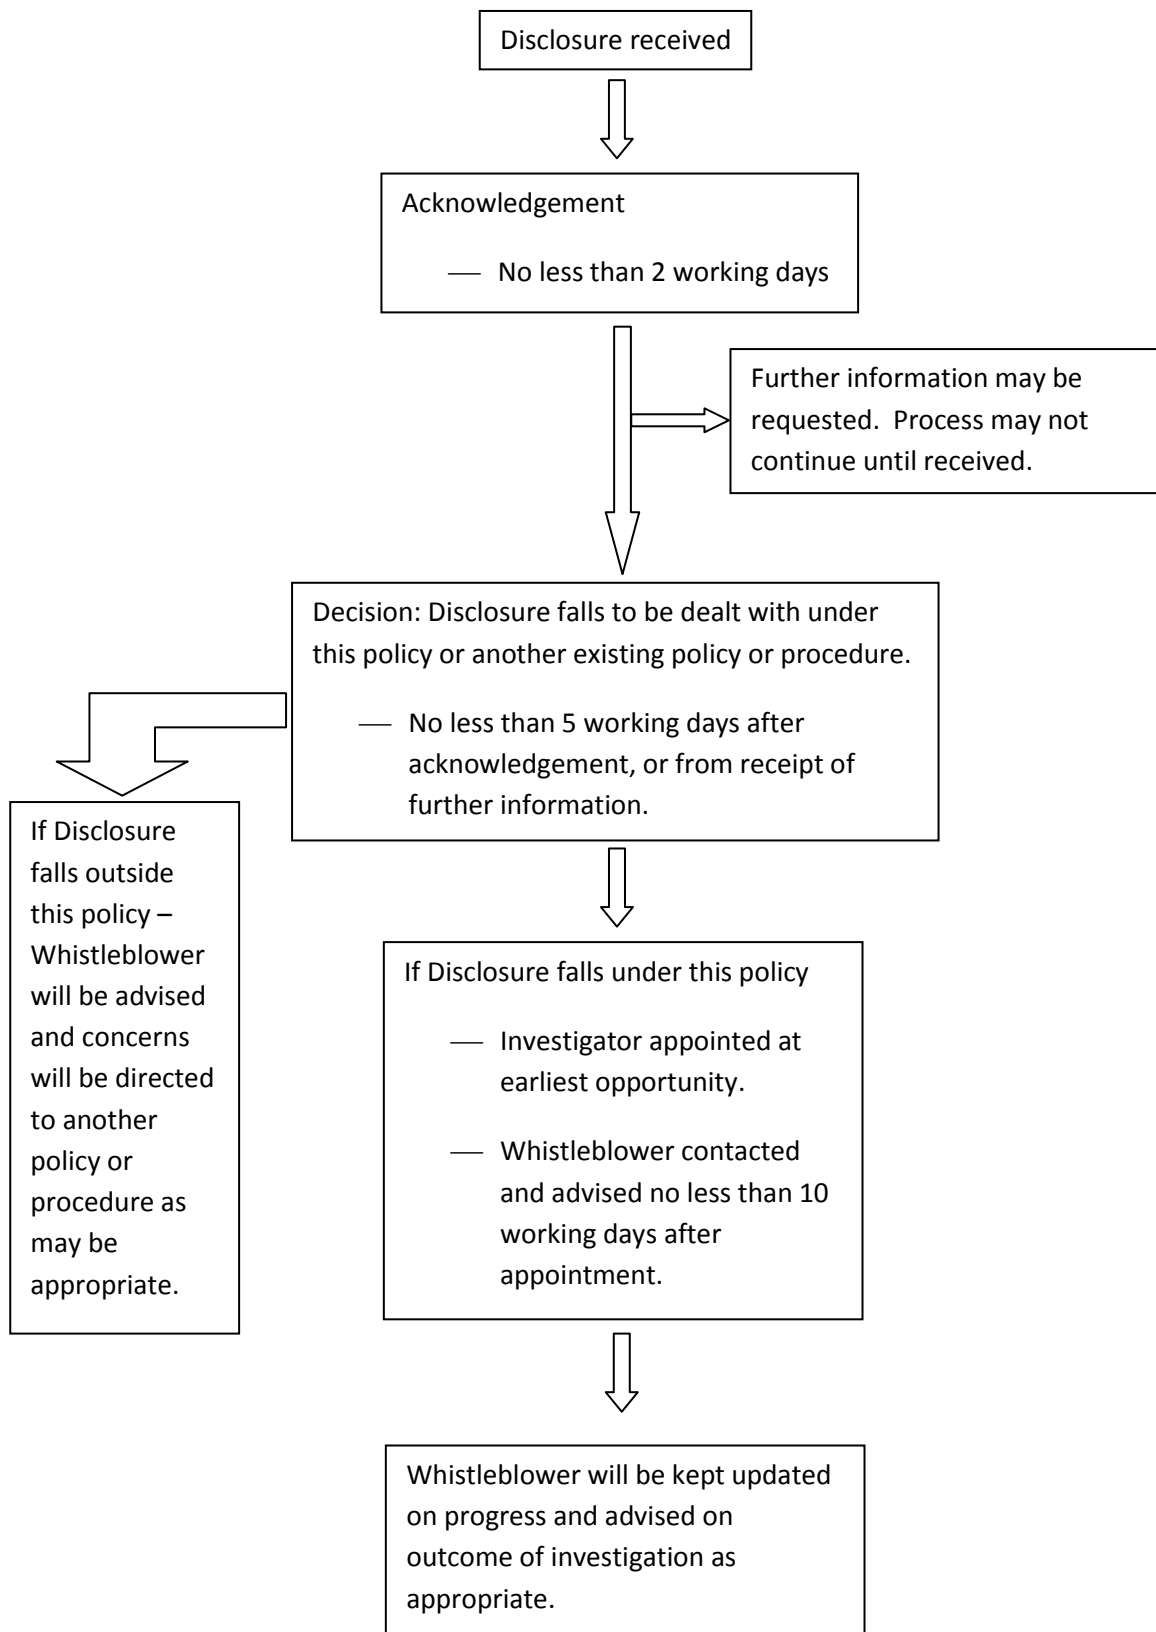 Disclosure received
Acknowledgement
— No less than 2 working days
Further information may be
requested.  Process may not
continue until received.
Decision: Disclosure falls to be dealt with under
this policy or another existing policy or procedure.
— No less than 5 working days after
acknowledgement, or from receipt of
further information.
If Disclosure
falls outside
this policy –
Whistleblower
will be advised
and concerns
will be directed
to another
policy or
procedure as
may be
appropriate.
If Disclosure falls under this policy
— Investigator appointed at
earliest opportunity.
— Whistleblower contacted
and advised no less than 10
working days after
appointment.
Whistleblower will be kept updated
on progress and advised on
outcome of investigation as
appropriate.